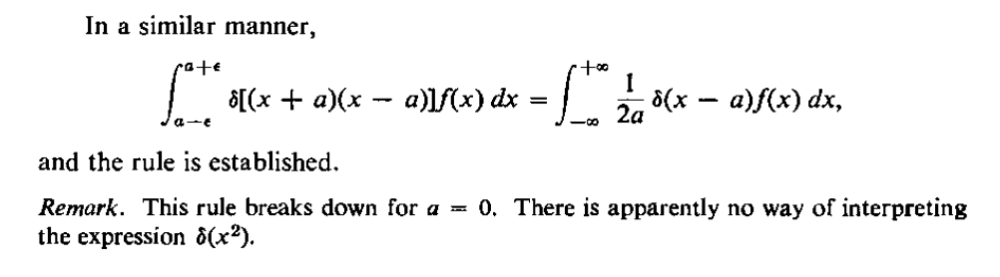 In a similar manner,
∫_{a−ϵ}^{a+ϵ} δ[(x + a)(x − a)]f(x) dx = ∫_{−∞}^{+∞} \frac{1}{2a} δ(x − a)f(x) dx,
and the rule is established.
Remark. This rule breaks down for a = 0. There is apparently no way of interpreting
the expression δ(x²).